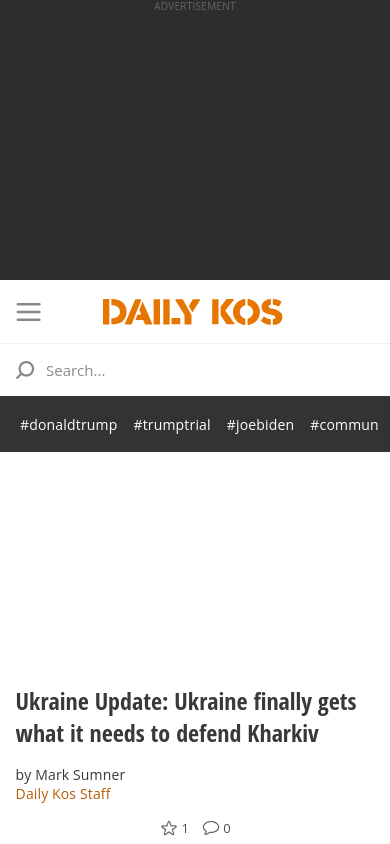 ADVERTISEMENT
DAILY KOS
Search...
#donaldtrump #trumptrial #joebiden #commun
Ukraine Update: Ukraine finally gets
what it needs to defend Kharkiv
by Mark Sumner
Daily Kos Staff
1 0